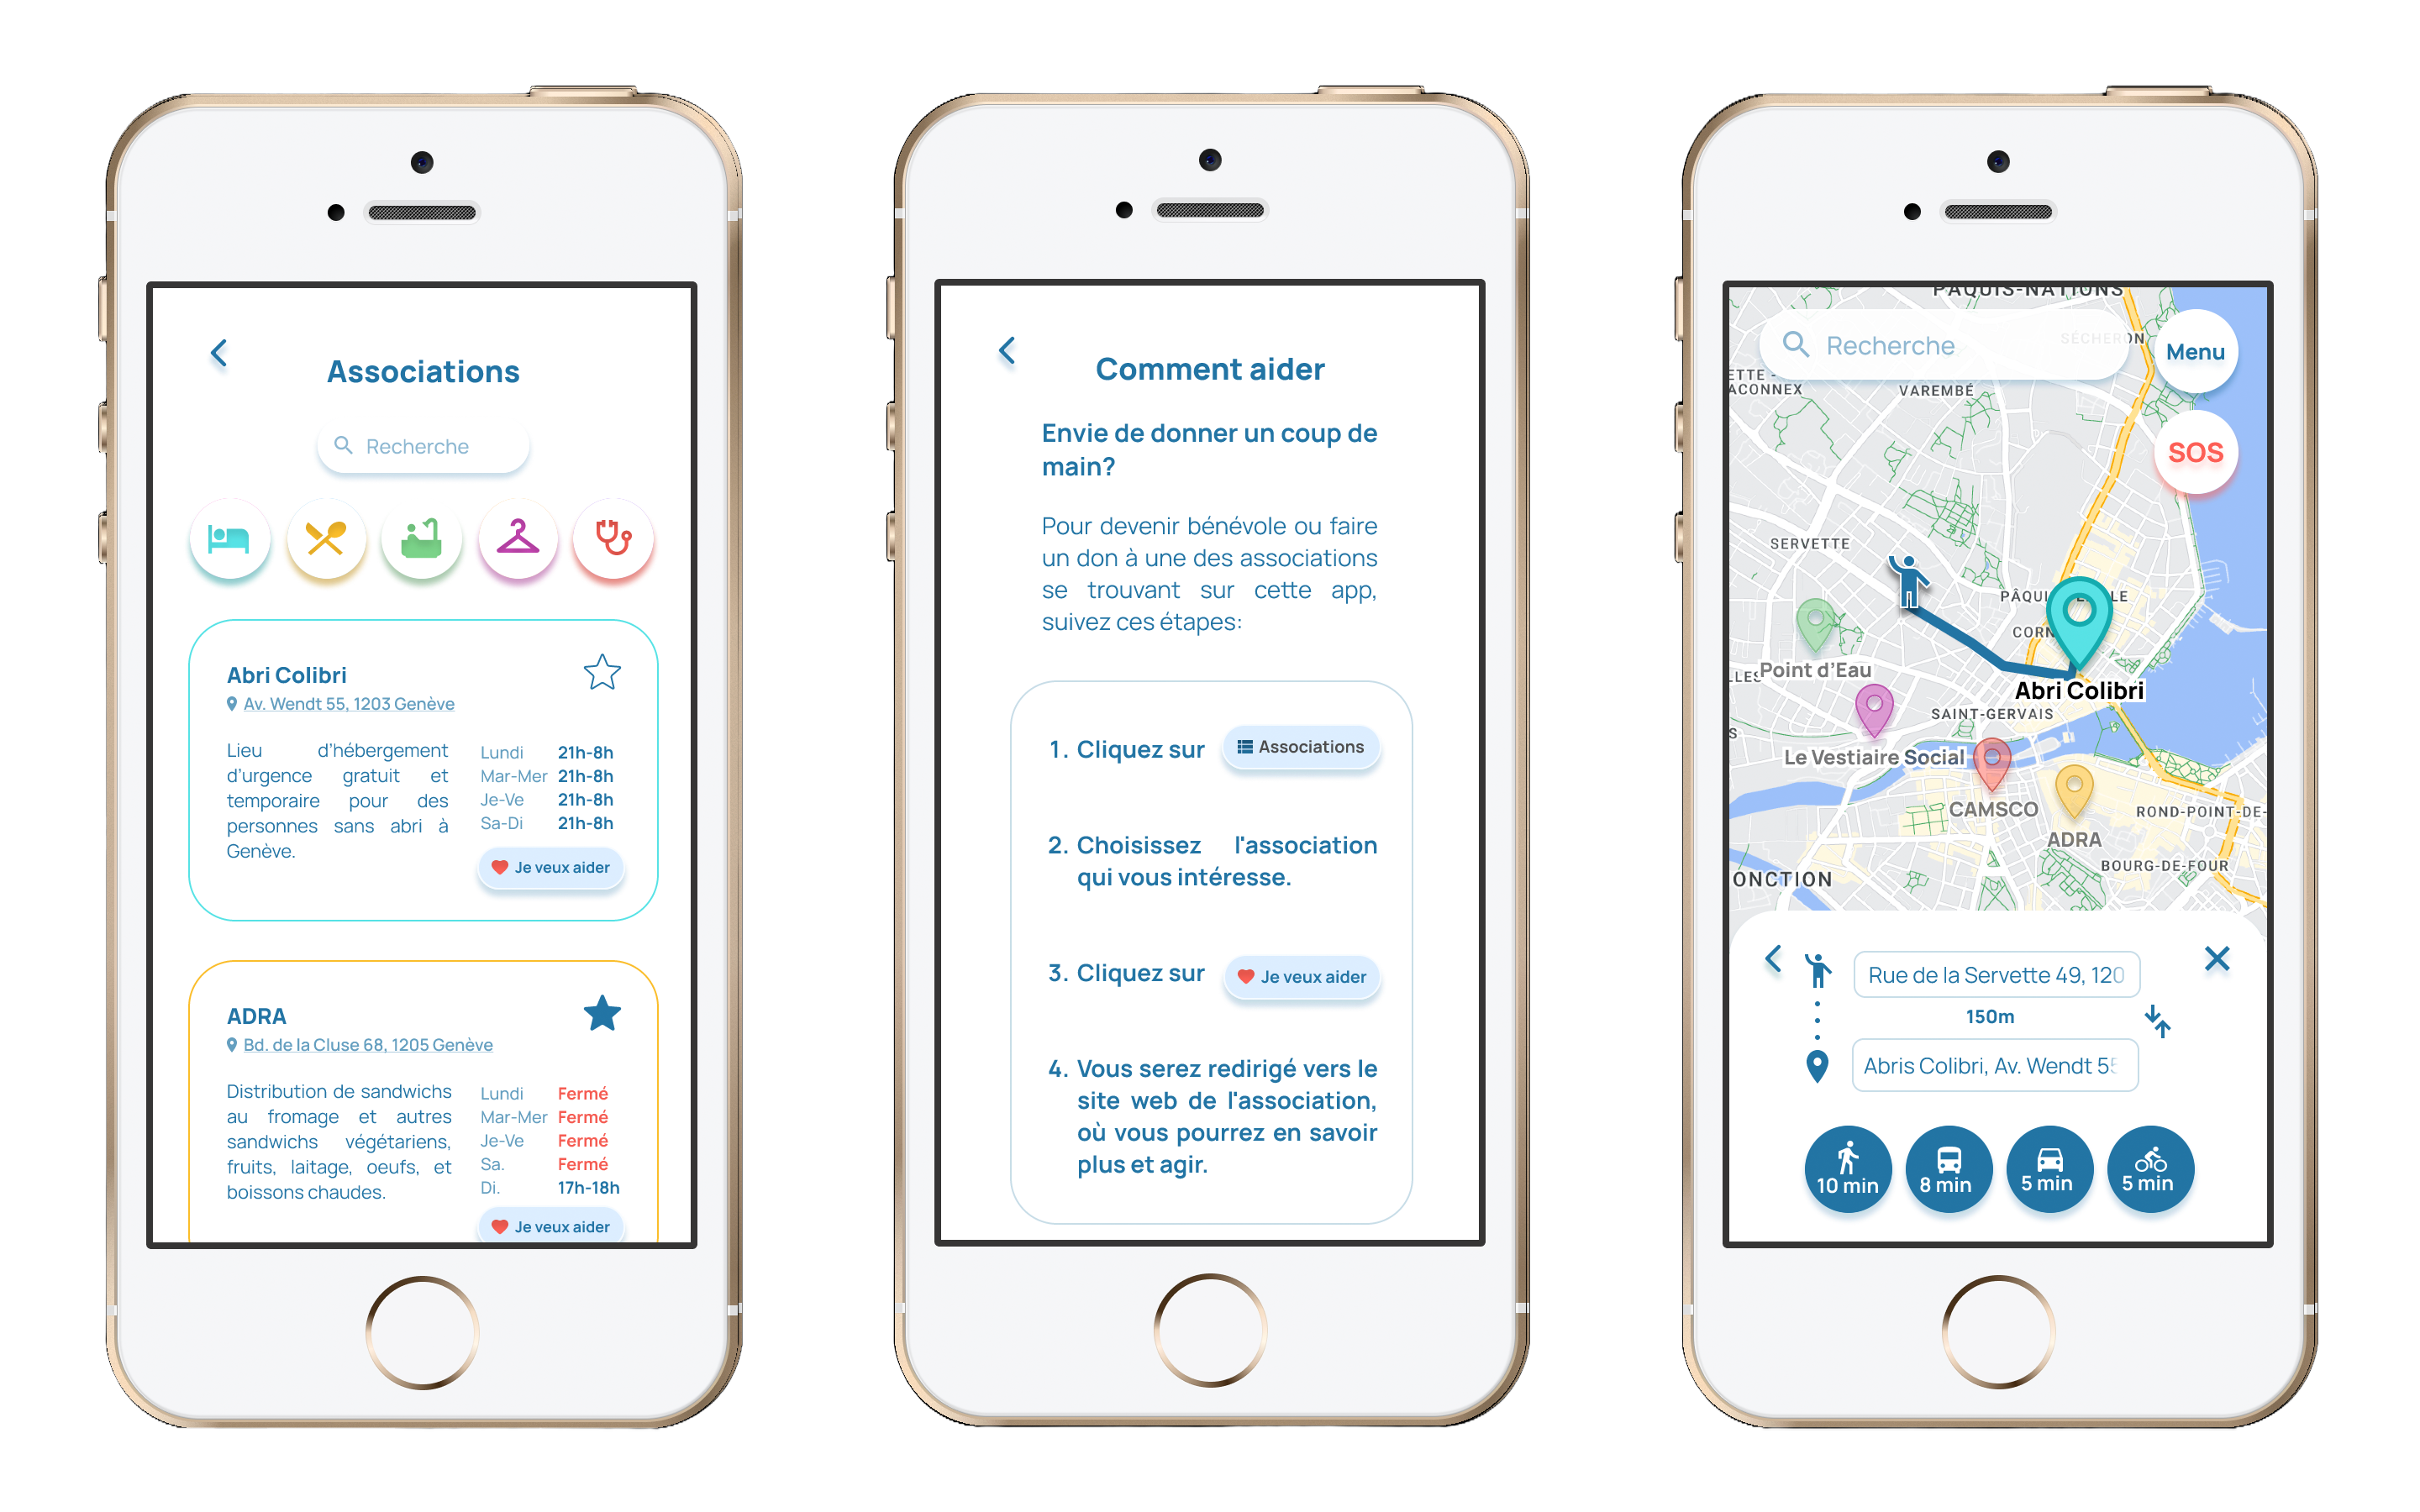 Associations
Recherche
Abri Colibri
Av. Wendt 55, 1203 Genève
Lieu d'hébergement
d'urgence gratuit et
temporaire pour des
personnes sans abri à
Genève.
Lundi 21h-8h
Mar-Mer 21h-8h
Je-Ve 21h-8h
Sa-Di 21h-8h
Je veux aider
ADRA
Bd. de la Cluse 68, 1205 Genève
Distribution de sandwichs
au fromage et autres
sandwichs végétariens,
fruits, laitage, oeufs, et
boissons chaudes.
Lundi Fermé
Mar-Mer Fermé
Je-Ve Fermé
Sa. Fermé
Di. 17h-18h
Je veux aider
Comment aider
Envie de donner un coup de
main?
Pour devenir bénévole ou faire
un don à une des associations
se trouvant sur cette app,
suivez ces étapes:
1. Cliquez sur Associations
2. Choisissez l'association
qui vous intéresse.
3. Cliquez sur Je veux aider
4. Vous serez redirigé vers le
site web de l'association,
où vous pourrez en savoir
plus et agir.
PÂQUIS-NATIONS
Recherche
SÉCHERON
Menu
ETTE -
ACONNEX
VAREMBÉ
SOS
SERVETTE
CORN
Point d'Eau
Abri Colibri
SAINT-GERVAIS
Le Vestiaire Social
CAMSCO
ROND-POINT-DE-
ADRA
BOURG-DE-FOUR
ONCTION
Rue de la Servette 49, 120
150m
Abris Colibri, Av. Wendt 55
10 min
8 min
5 min
5 min